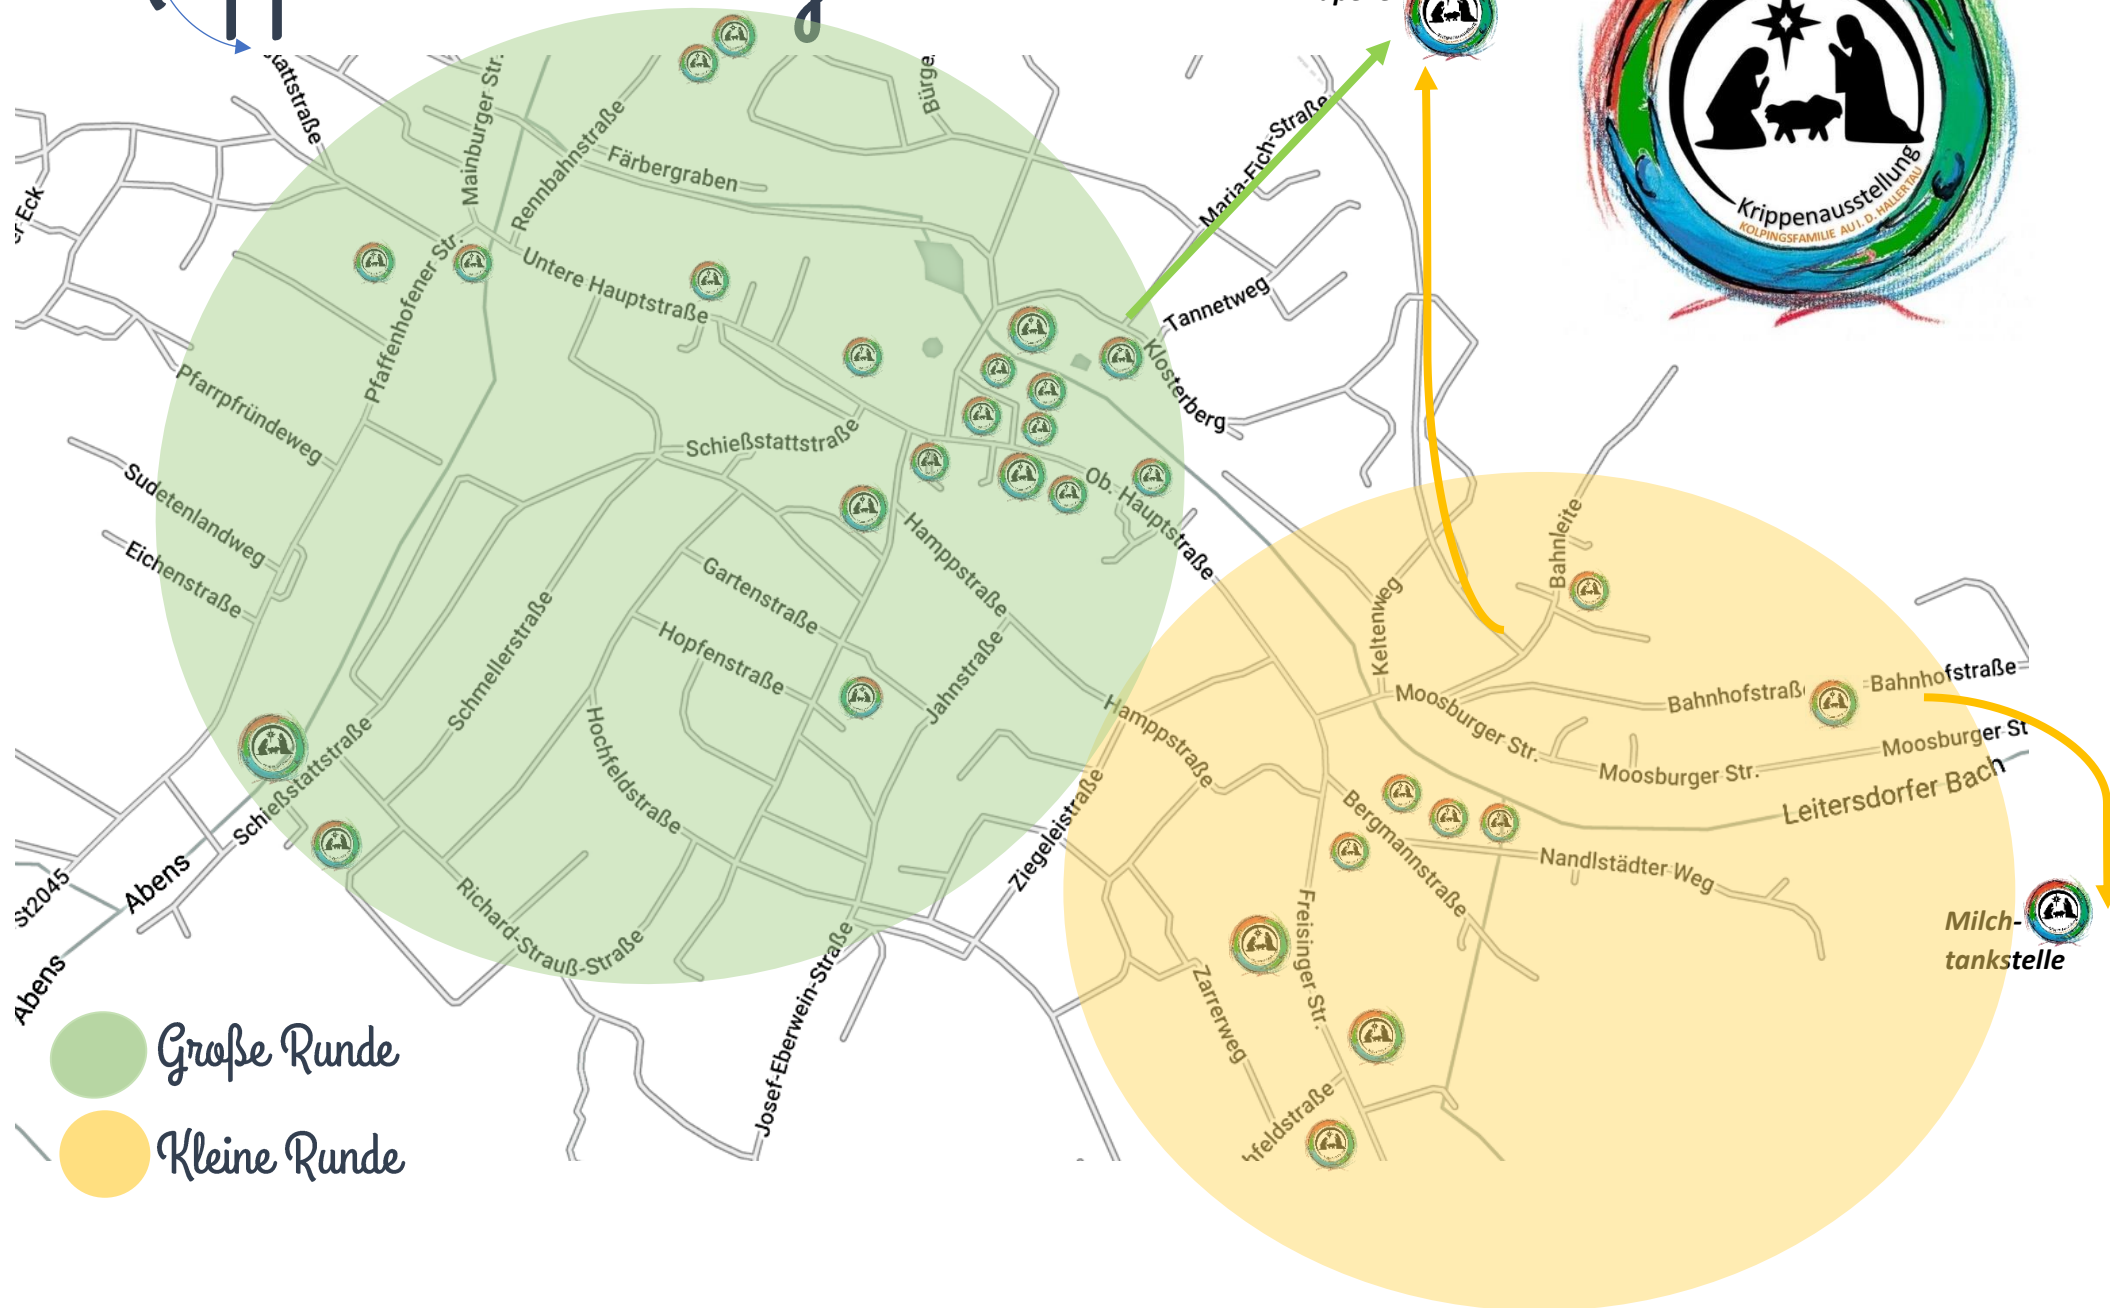 Mainburger Str.
Rennbahnstraße
Färbergraben
Maria-Eich-Straße
Krippenausstellung
KOLPINGSFAMILIE AU I. D. HALLERTAU
Pfaffenhofener Str.
Untere Hauptstraße
Tannetweg
Klosterberg
Pfarrpfründeweg
Schießstattstraße
Ob. Hauptstraße
Sudetenlandweg
Eichenstraße
Hamppstraße
Gartenstraße
Hopfenstraße
Schmellerstraße
Jahnstraße
Bahnleite
Keltenweg
Hochfeldstraße
Hamppstraße
Moosburger Str.
Bahnhofstraße
Moosburger Str.
Moosburger St
Leitersdorfer Bach
Schießstattstraße
Bergmannstraße
Nandlstädter Weg
Ziegeleistraße
Freisinger Str.
St2045
Abens
Abens
Richard-Strauß-Straße
Josef-Eberwein-Straße
Zarrerweg
hfeldstraße
Milch-
tankstelle
Große Runde
Kleine Runde